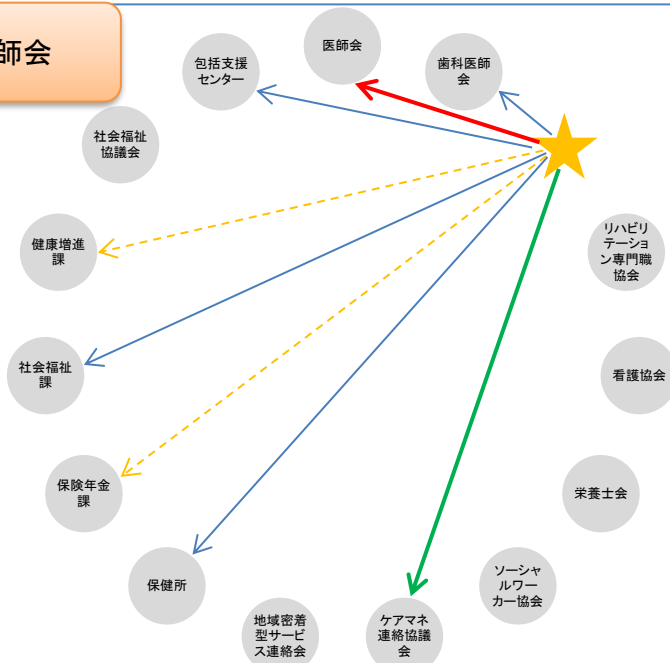 師会
医師会
包括支援
センター
歯科医師
会
社会福祉
協議会
リハビリ
テーショ
ン専門職
協会
健康増進
課
社会福祉
課
看護協会
保険年金
課
栄養士会
保健所
ソーシャ
ルワー
カー協会
地域密着
型サービ
ス連絡会
ケアマネ
連絡協議
会